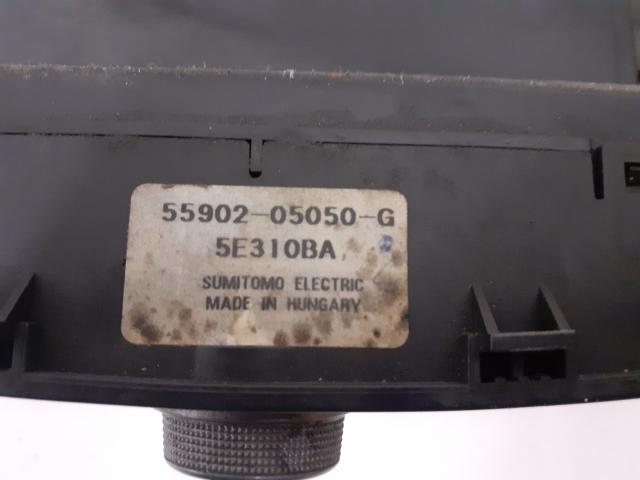 55902-05050-G
5E310BA
SUMITOMO ELECTRIC
MADE IN HUNGARY